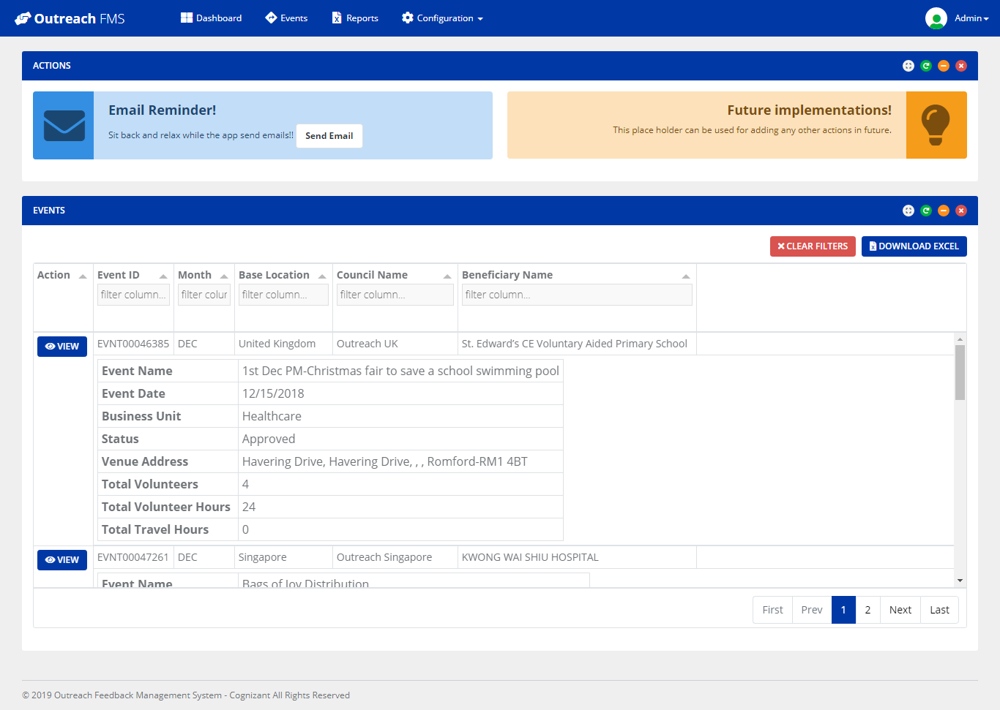 Outreach FMS
Dashboard
Events
Reports
Configuration
Admin
ACTIONS
Email Reminder!
Sit back and relax while the app send emails!!
Send Email
Future implementations!
This place holder can be used for adding any other actions in future.
EVENTS
CLEAR FILTERS
DOWNLOAD EXCEL
Action
Event ID
Month
Base Location
Council Name
Beneficiary Name
filter column...
filter colur
filter column...
filter column...
filter column...
VIEW
EVNT00046385
DEC
United Kingdom
Outreach UK
St. Edward’s CE Voluntary Aided Primary School
Event Name
1st Dec PM-Christmas fair to save a school swimming pool
Event Date
12/15/2018
Business Unit
Healthcare
Status
Approved
Venue Address
Havering Drive, Havering Drive, , , Romford-RM1 4BT
Total Volunteers
4
Total Volunteer Hours
24
Total Travel Hours
0
VIEW
EVNT00047261
DEC
Singapore
Outreach Singapore
KWONG WAI SHIU HOSPITAL
Event Name
Bags of Joy Distribution
First
Prev
1
2
Next
Last
© 2019 Outreach Feedback Management System - Cognizant All Rights Reserved